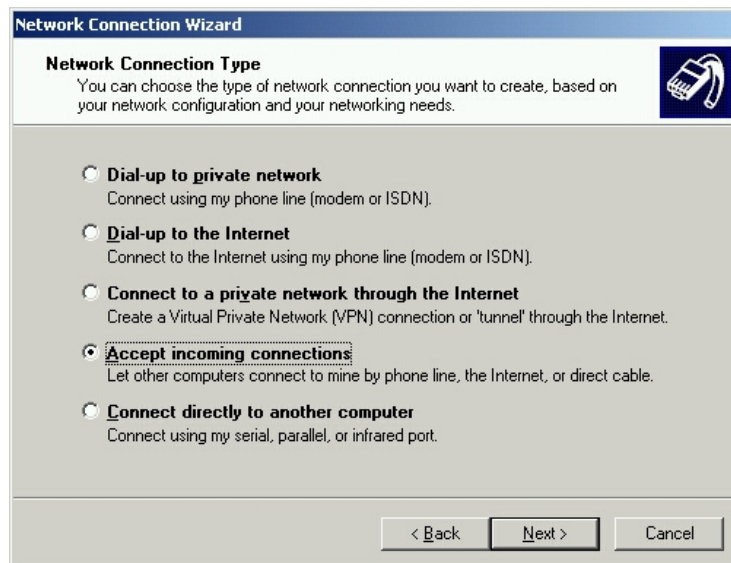 Network Connection Wizard
Network Connection Type
You can choose the type of network connection you want to create, based on
your network configuration and your networking needs.
Dial-up to private network
Connect using my phone line (modem or ISDN).
Dial-up to the Internet
Connect to the Internet using my phone line (modem or ISDN).
Connect to a private network through the Internet
Create a Virtual Private Network (VPN) connection or 'tunnel' through the Internet.
Accept incoming connections
Let other computers connect to mine by phone line, the Internet, or direct cable.
Connect directly to another computer
Connect using my serial, parallel, or infrared port.
< Back Next > Cancel